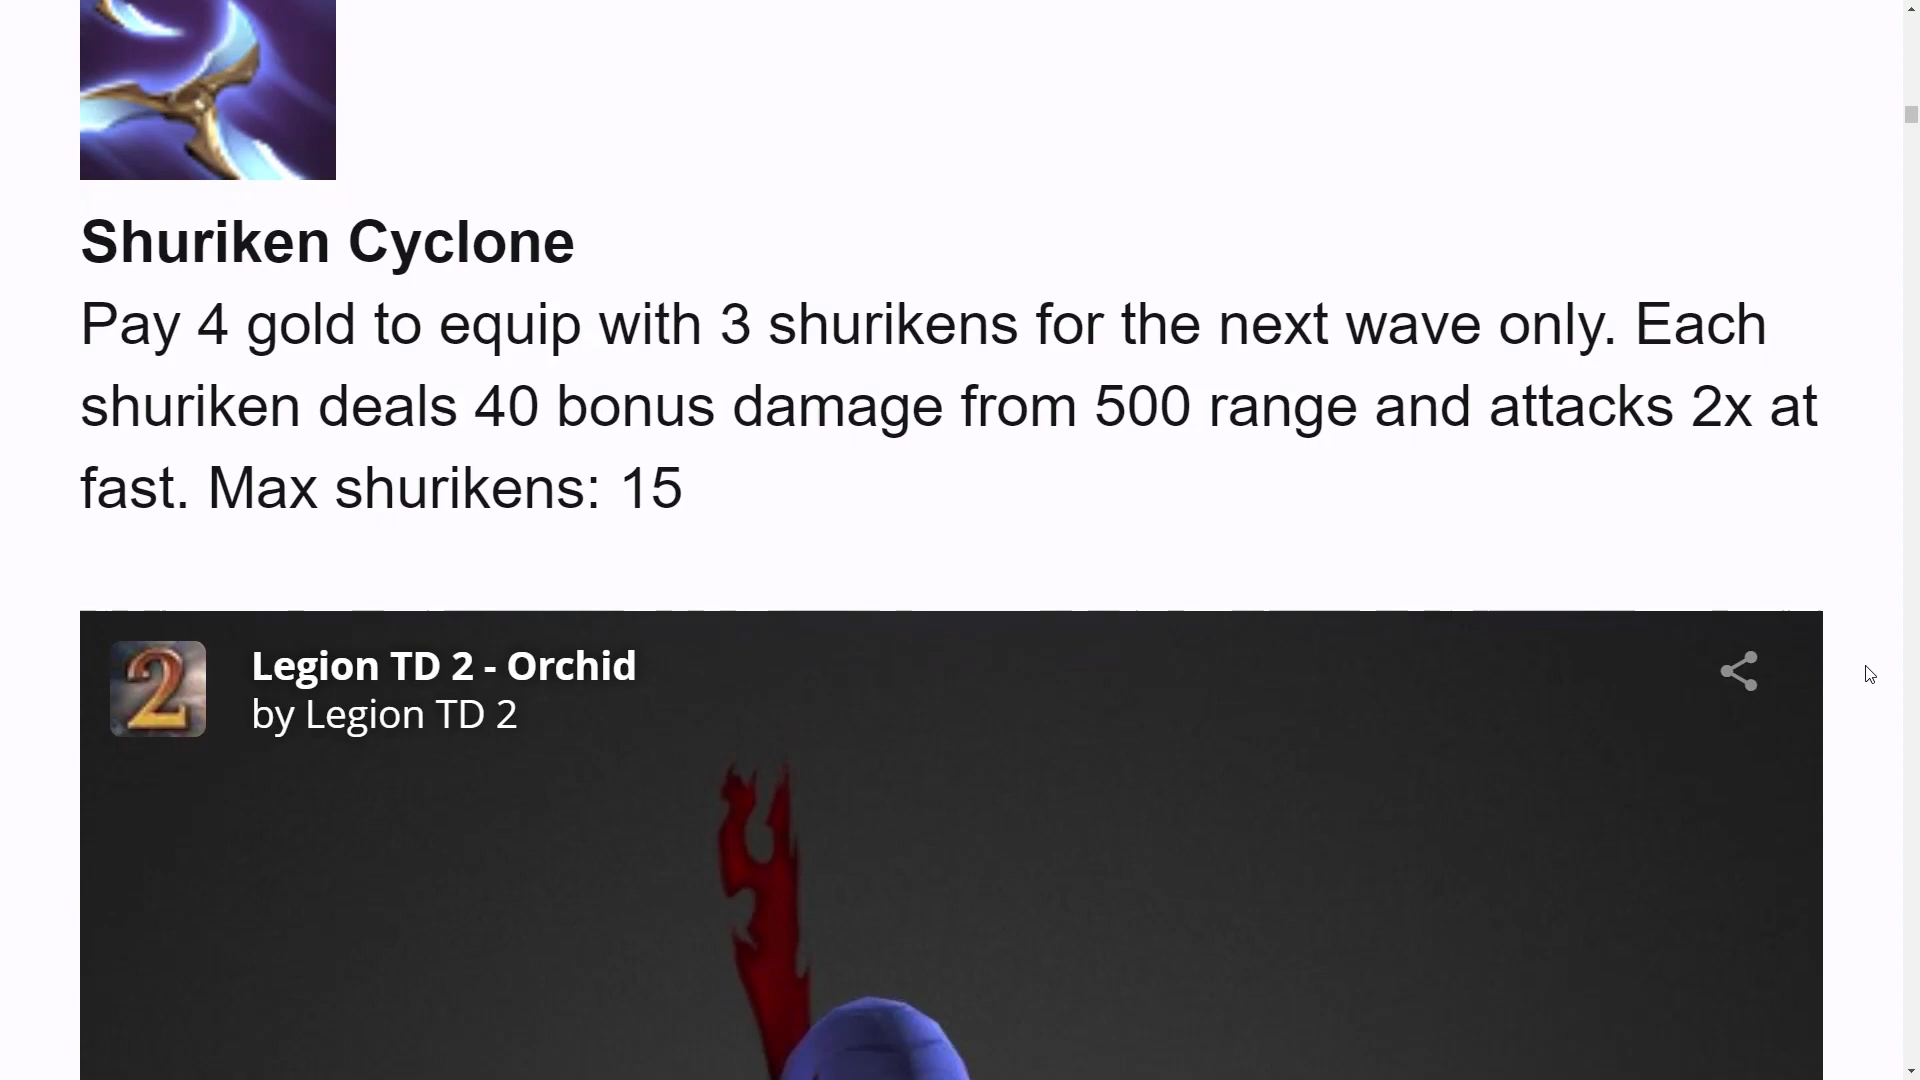 Shuriken Cyclone
Pay 4 gold to equip with 3 shurikens for the next wave only. Each
shuriken deals 40 bonus damage from 500 range and attacks 2x at
fast. Max shurikens: 15
2
Legion TD 2 - Orchid
by Legion TD 2